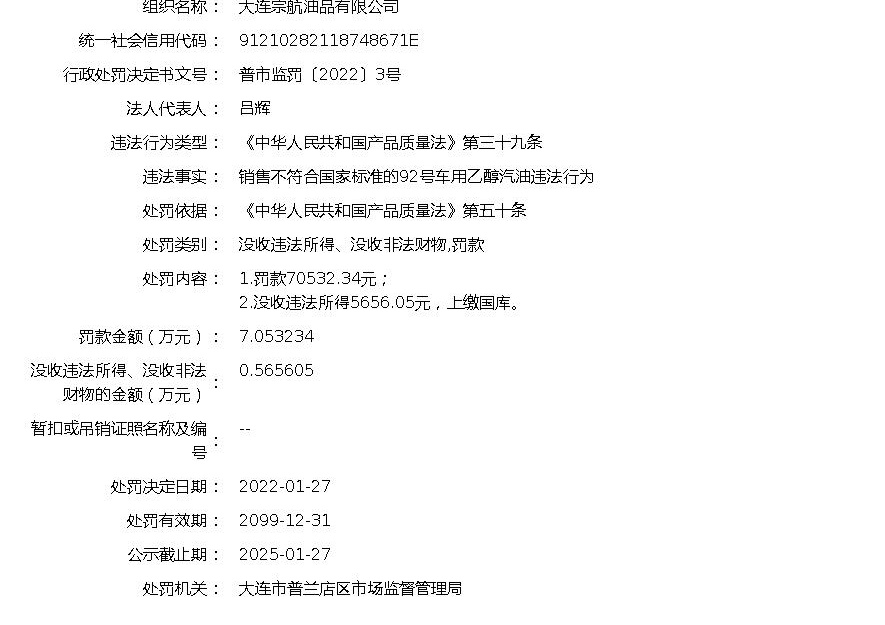 组织名称： 大连宗航油品有限公司
统一社会信用代码： 91210282118748671E
行政处罚决定书文号： 普市监罚〔2022〕3号
法人代表人： 吕辉
违法行为类型： 《中华人民共和国产品质量法》第三十九条
违法事实： 销售不符合国家标准的92号车用乙醇汽油违法行为
处罚依据： 《中华人民共和国产品质量法》第五十条
处罚类别： 没收违法所得、没收非法财物,罚款
处罚内容： 1.罚款70532.34元；
2.没收违法所得5656.05元，上缴国库。
罚款金额（万元）： 7.053234
没收违法所得、没收非法
财物的金额（万元）： 0.565605
暂扣或吊销证照名称及编
号： --
处罚决定日期： 2022-01-27
处罚有效期： 2099-12-31
公示截止期： 2025-01-27
处罚机关： 大连市普兰店区市场监督管理局